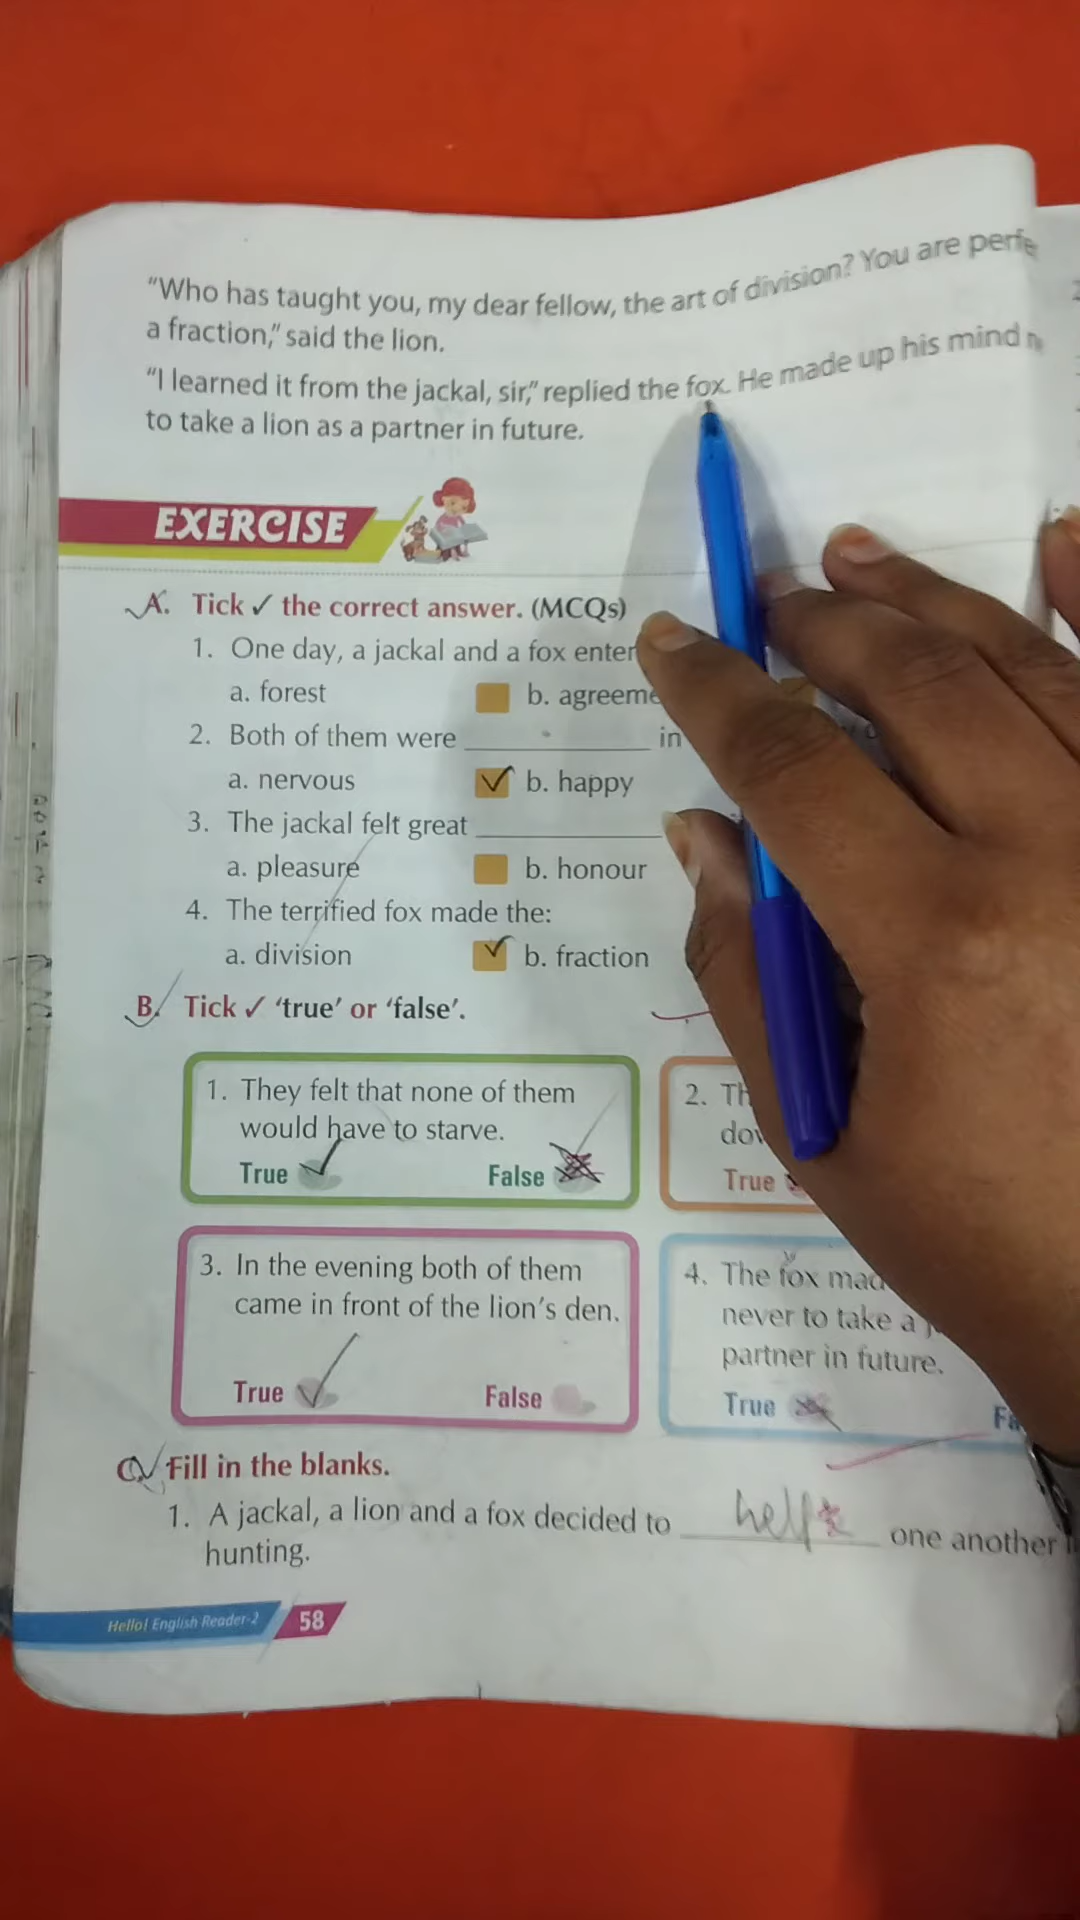 "Who has taught you, my dear fellow, the art of division? You are
a fraction," said the lion.
"I learned it from the jackal, sir," replied the fox. He made up his mind
to take a lion as a partner in future.
EXERCISE
A. Tick ✓ the correct answer. (MCQs)
1. One day, a jackal and a fox
a. forest b.
2. Both of them were ________ in
a. nervous ✓ b. happy
3. The jackal felt great ________
a. pleasure b. honour
4. The terrified fox made the:
a. division ✓ b. fraction
B. Tick ✓ 'true' or 'false'.
1. They felt that none of them
would have to starve.
True ✓ False
2.
True
3. In the evening both of them
came in front of the lion's den.
True ✓ False
4. The fox
never to take a
partner in future.
True
C. Fill in the blanks.
1. A jackal, a lion and a fox decided to help one another
hunting.
Hello! English Reader-2 58